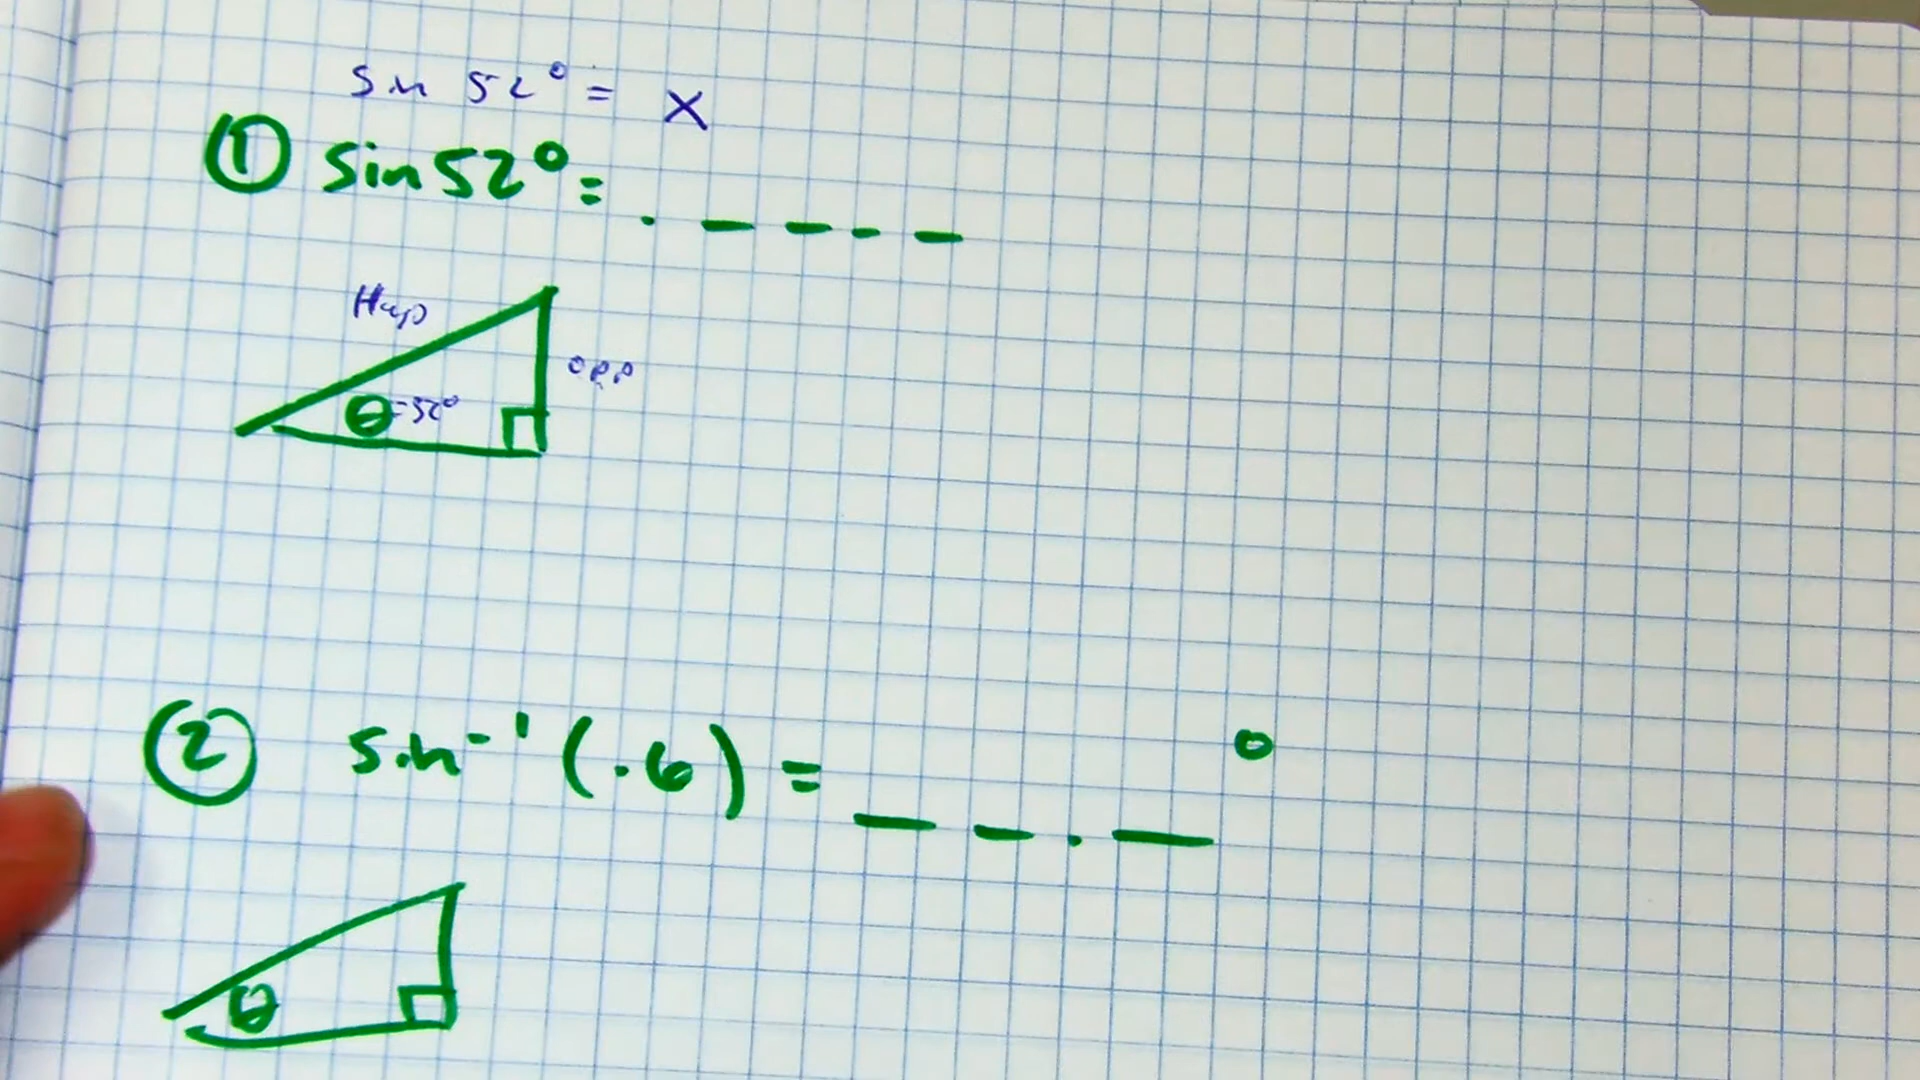 sin 52° = X
① sin 52° = . _ _ _ _
Hyp
opp
θ = 52°
② sin⁻¹ (.6) = _ _ . _ °
θ